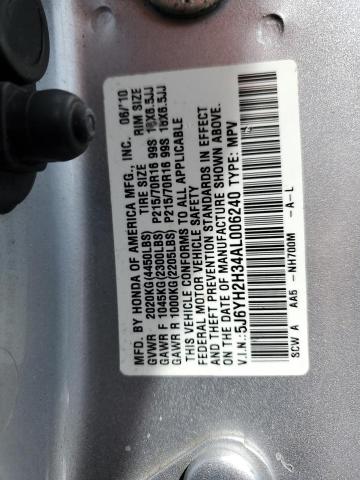 MFD. BY HONDA OF AMERICA MFG., INC. 06/10
GVWR 2020KG(4450LBS) TIRE SIZE RIM SIZE
GAWR F 1045KG(2300LBS) P215/70R16 99S 16X6.5JJ
GAWR R 1000KG(2205LBS) P215/70R16 99S 16X6.5JJ
THIS VEHICLE CONFORMS TO ALL APPLICABLE
FEDERAL MOTOR VEHICLE SAFETY
AND THEFT PREVENTION STANDARDS IN EFFECT
ON THE DATE OF MANUFACTURE SHOWN ABOVE.
V.I.N.: 5J6YH2H34AL006240 TYPE: MPV
SCW A AA5 - NH700M - A-L